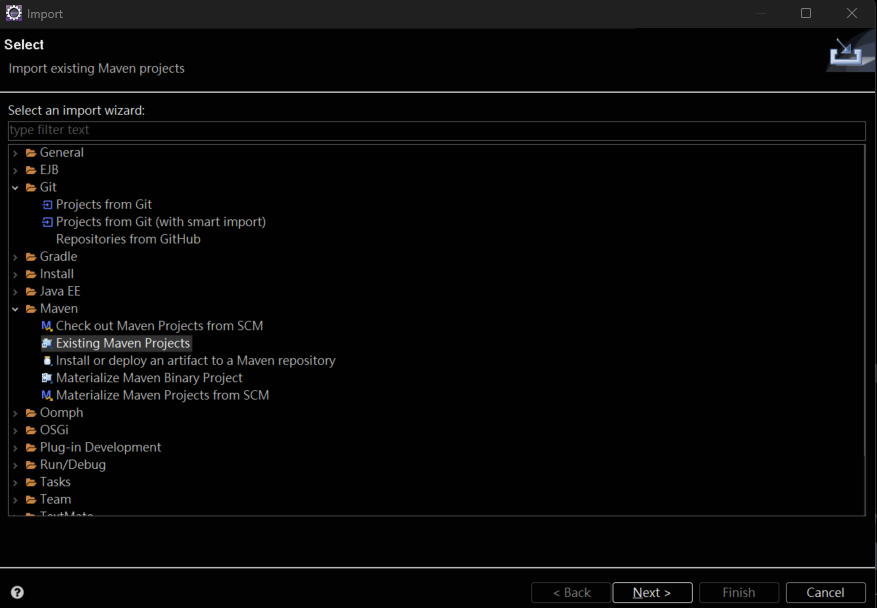 Import
Select
Import existing Maven projects
Select an import wizard:
type filter text
General
EJB
Git
Projects from Git
Projects from Git (with smart import)
Repositories from GitHub
Gradle
Install
Java EE
Maven
Check out Maven Projects from SCM
Existing Maven Projects
Install or deploy an artifact to a Maven repository
Materialize Maven Binary Project
Materialize Maven Projects from SCM
Oomph
OSGi
Plug-in Development
Run/Debug
Tasks
Team
TextMate
? < Back Next > Finish Cancel